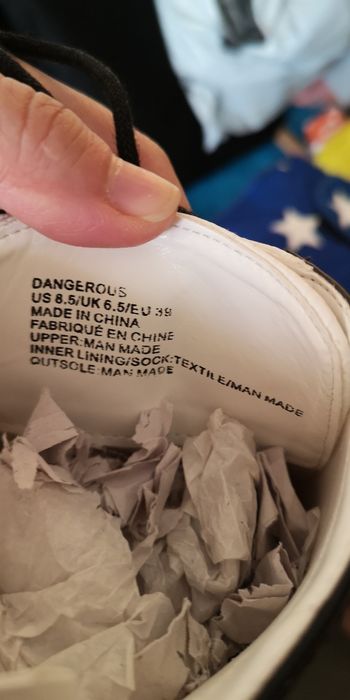 DANGEROUS
US 8.5/UK 6.5/EU 39
MADE IN CHINA
FABRIQUÉ EN CHINE
UPPER:MAN MADE
INNER LINING/SOCK:TEXTILE/MAN MADE
OUTSOLE:MAN MADE